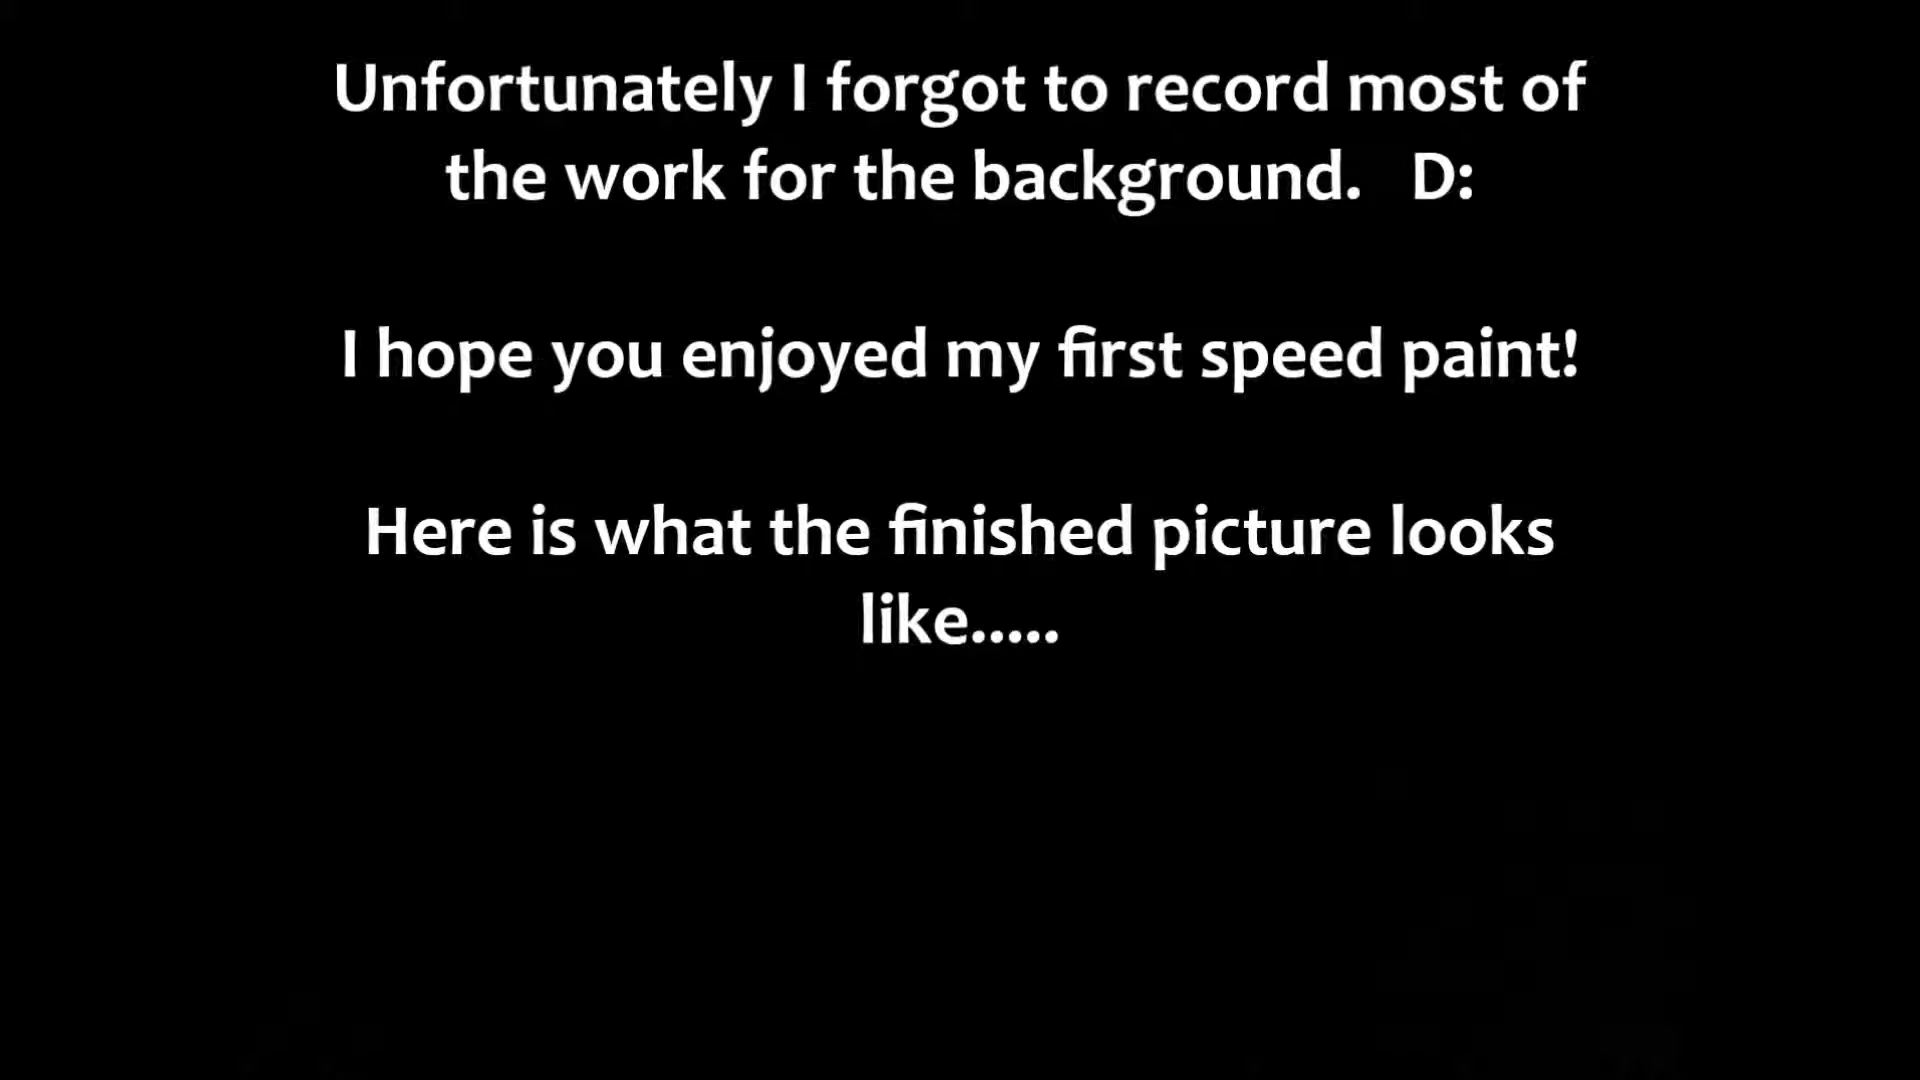 Unfortunately I forgot to record most of
the work for the background.   D:
I hope you enjoyed my first speed paint!
Here is what the finished picture looks
like.....